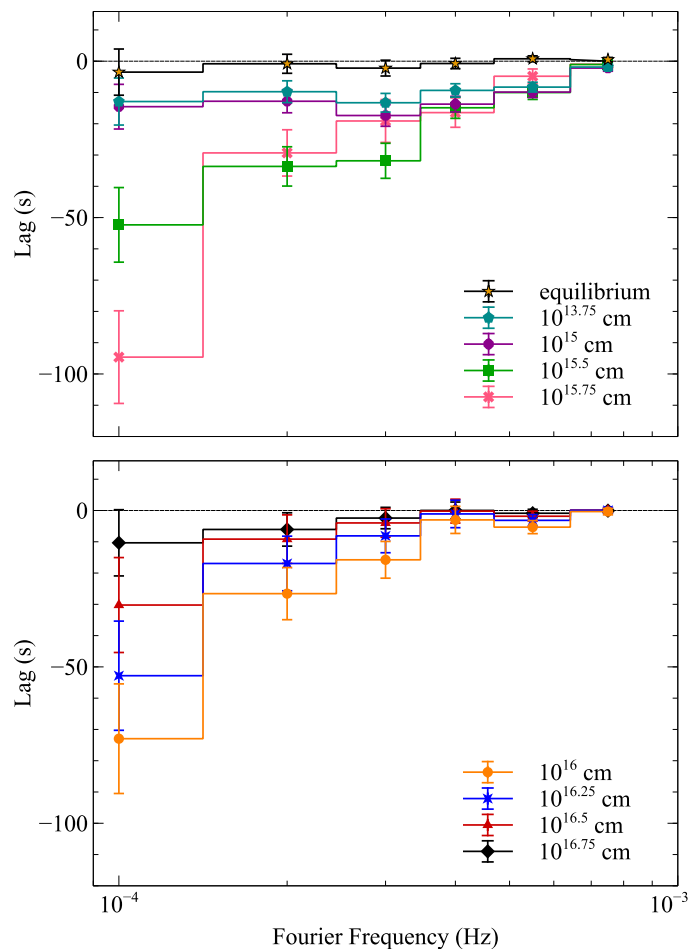 0
−50
−100
Lag (s)
equilibrium
10^13.75 cm
10^15 cm
10^15.5 cm
10^15.75 cm
0
−50
−100
Lag (s)
10^16 cm
10^16.25 cm
10^16.5 cm
10^16.75 cm
10^−4
10^−3
Fourier Frequency (Hz)